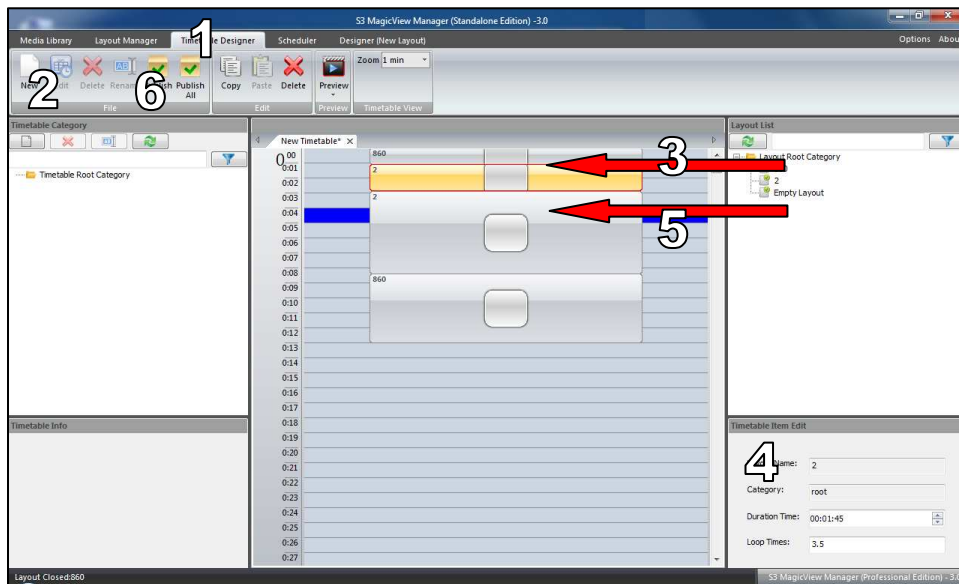 S3 MagicView Manager (Standalone Edition) -3.0
Media Library Layout Manager Timetable Designer Scheduler Designer (New Layout) Options Abou
1
Zoom 1 min
New Edit Delete Rename Publish Publish All Copy Paste Delete Preview
2 6
File Edit Preview Timetable View
Timetable Category
Timetable Root Category
New Timetable* X
0 00
0:01
0:02
0:03
0:04
0:05
0:06
0:07
0:08
0:09
0:10
0:11
0:12
0:13
0:14
0:15
0:16
0:17
0:18
0:19
0:20
0:21
0:22
0:23
0:24
0:25
0:26
0:27
860
2
2
860
3
5
Layout List
Layout Root Category
2
Empty Layout
Timetable Info
Timetable Item Edit
4
Name: 2
Category: root
Duration Time: 00:01:45
Loop Times: 3.5
Layout Closed:860
S3 MagicView Manager (Professional Edition) - 3.0